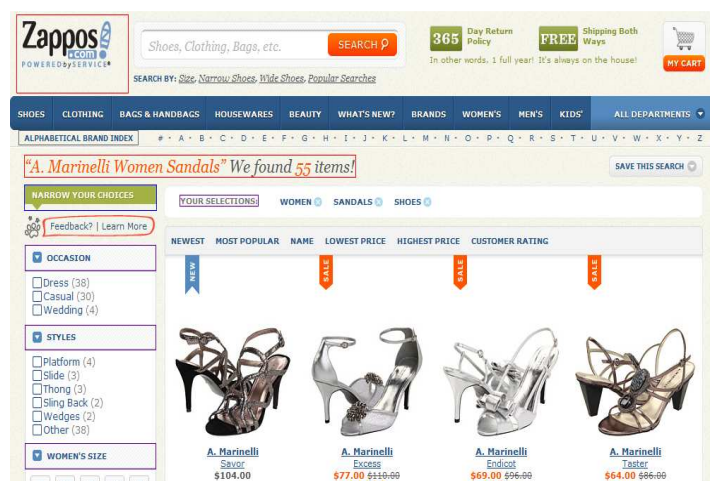 Zappos
.com
POWERED by SERVICE®
Shoes, Clothing, Bags, etc.
SEARCH
365 Day Return Policy
FREE Shipping Both Ways
In other words, 1 full year! It's always on the house!
MY CART
SEARCH BY: Size, Narrow Shoes, Wide Shoes, Popular Searches
SHOES CLOTHING BAGS & HANDBAGS HOUSEWARES BEAUTY WHAT'S NEW? BRANDS WOMEN'S MEN'S KIDS' ALL DEPARTMENTS
ALPHABETICAL BRAND INDEX # • A • B • C • D • E • F • G • H • I • J • K • L • M • N • O • P • Q • R • S • T • U • V • W • X • Y • Z
"A. Marinelli Women Sandals" We found 55 items!
SAVE THIS SEARCH
NARROW YOUR CHOICES
YOUR SELECTIONS: WOMEN SANDALS SHOES
Feedback? | Learn More
NEWEST MOST POPULAR NAME LOWEST PRICE HIGHEST PRICE CUSTOMER RATING
OCCASION
Dress (38)
Casual (30)
Wedding (4)
STYLES
Platform (4)
Slide (3)
Thong (3)
Sling Back (2)
Wedges (2)
Other (38)
WOMEN'S SIZE
NEW
SALE
SALE
SALE
A. Marinelli A. Marinelli A. Marinelli A. Marinelli
Savor Excess Endicot Taster
$104.00 $77.00 $110.00 $69.00 $96.00 $64.00 $86.00